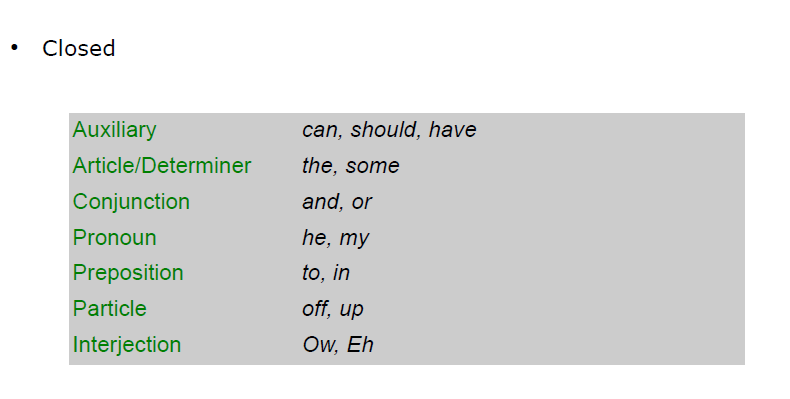 • Closed
Auxiliary can, should, have
Article/Determiner the, some
Conjunction and, or
Pronoun he, my
Preposition to, in
Particle off, up
Interjection Ow, Eh